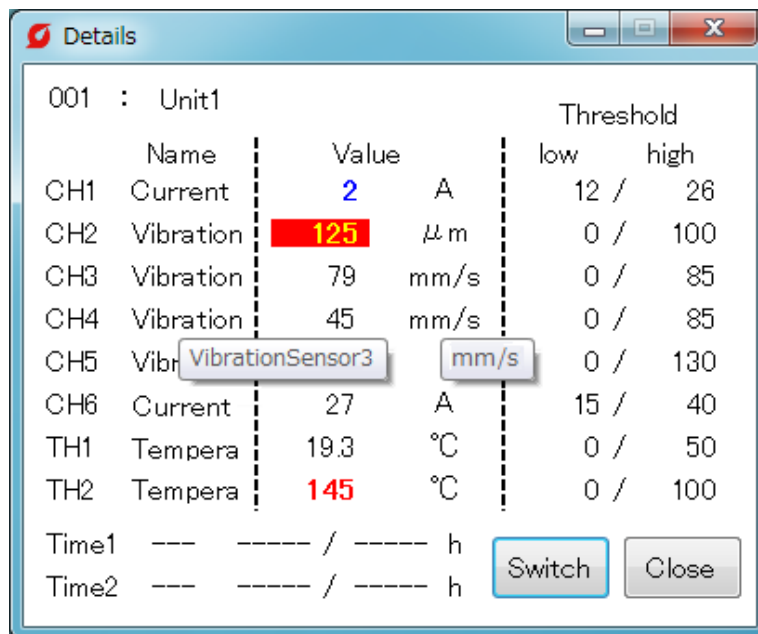 Details
001 : Unit1
Threshold
Name Value low high
CH1 Current 2 A 12 / 26
CH2 Vibration 125 μm 0 / 100
CH3 Vibration 79 mm/s 0 / 85
CH4 Vibration 45 mm/s 0 / 85
CH5 Vibr VibrationSensor3 mm/s 0 / 130
CH6 Current 27 A 15 / 40
TH1 Tempera 19.3 ℃ 0 / 50
TH2 Tempera 145 ℃ 0 / 100
Time1 --- ----- / ----- h
Time2 --- ----- / ----- h
Switch Close